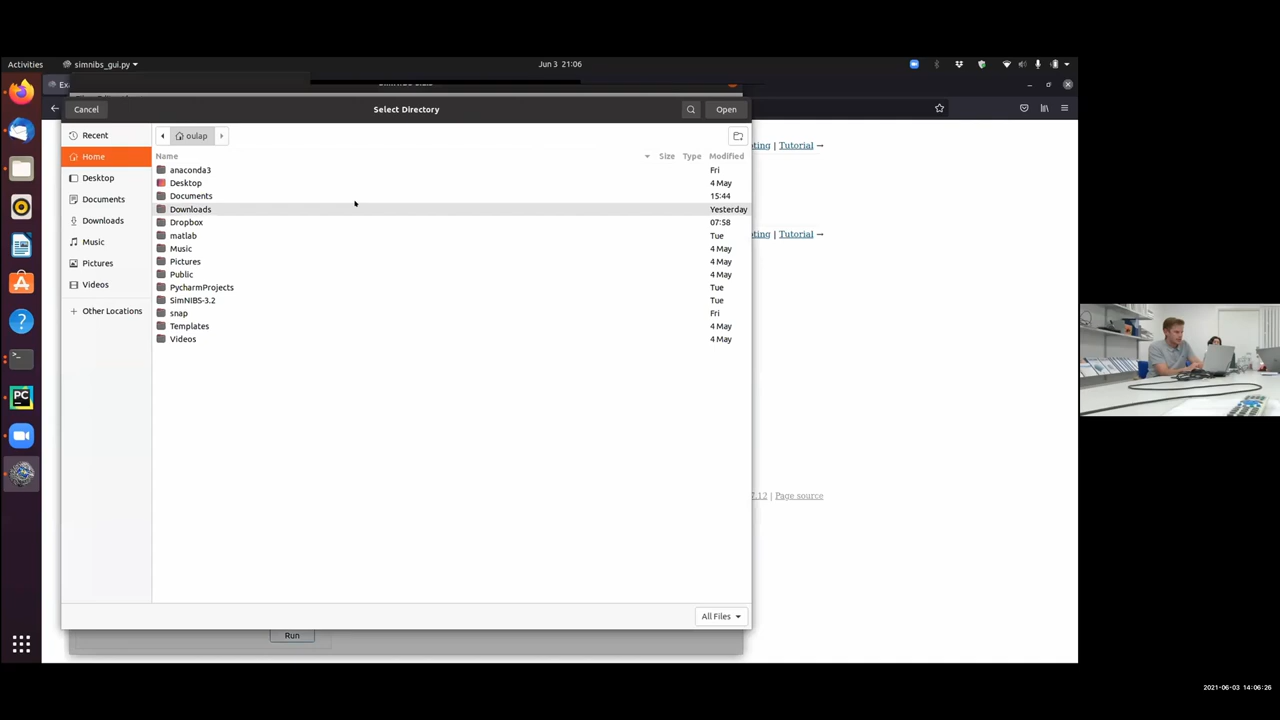 Activities
simnibs_gui.py
Jun 3 21:06
Ex
Cancel
Select Directory
Open
oulap
Name
Size
Type
Modified
Recent
Home
Desktop
Documents
Downloads
Music
Pictures
Videos
Other Locations
anaconda3 Fri
Desktop 4 May
Documents 15:44
Downloads Yesterday
Dropbox 07:58
matlab Tue
Music 4 May
Pictures 4 May
Public 4 May
PycharmProjects Tue
SimNIBS-3.2 Tue
snap Fri
Templates 4 May
Videos 4 May
ting | Tutorial →
ting | Tutorial →
7.12 | Page source
All Files
Run
PC
2021-06-03 14:06:26